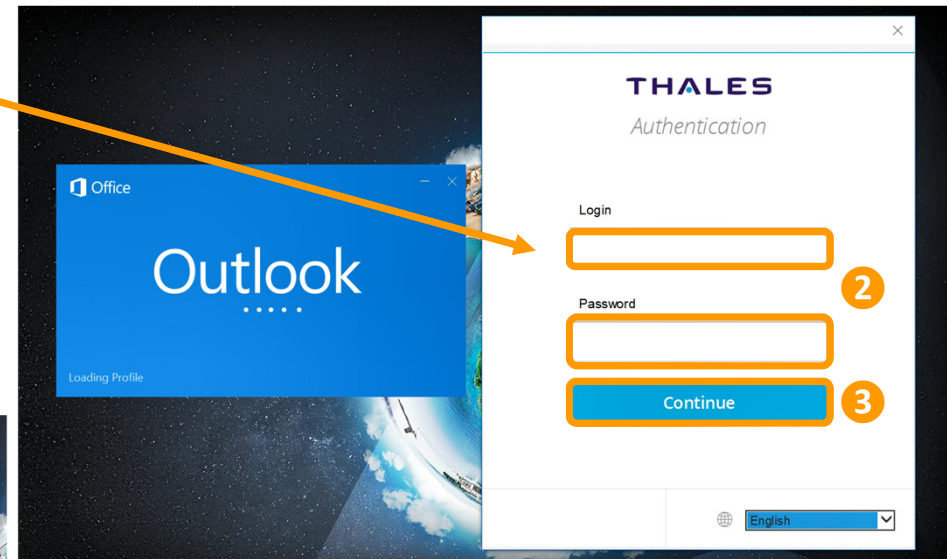 THALES
Authentication
Office
Outlook
Loading Profile
Login
2
Password
Continue
3
English